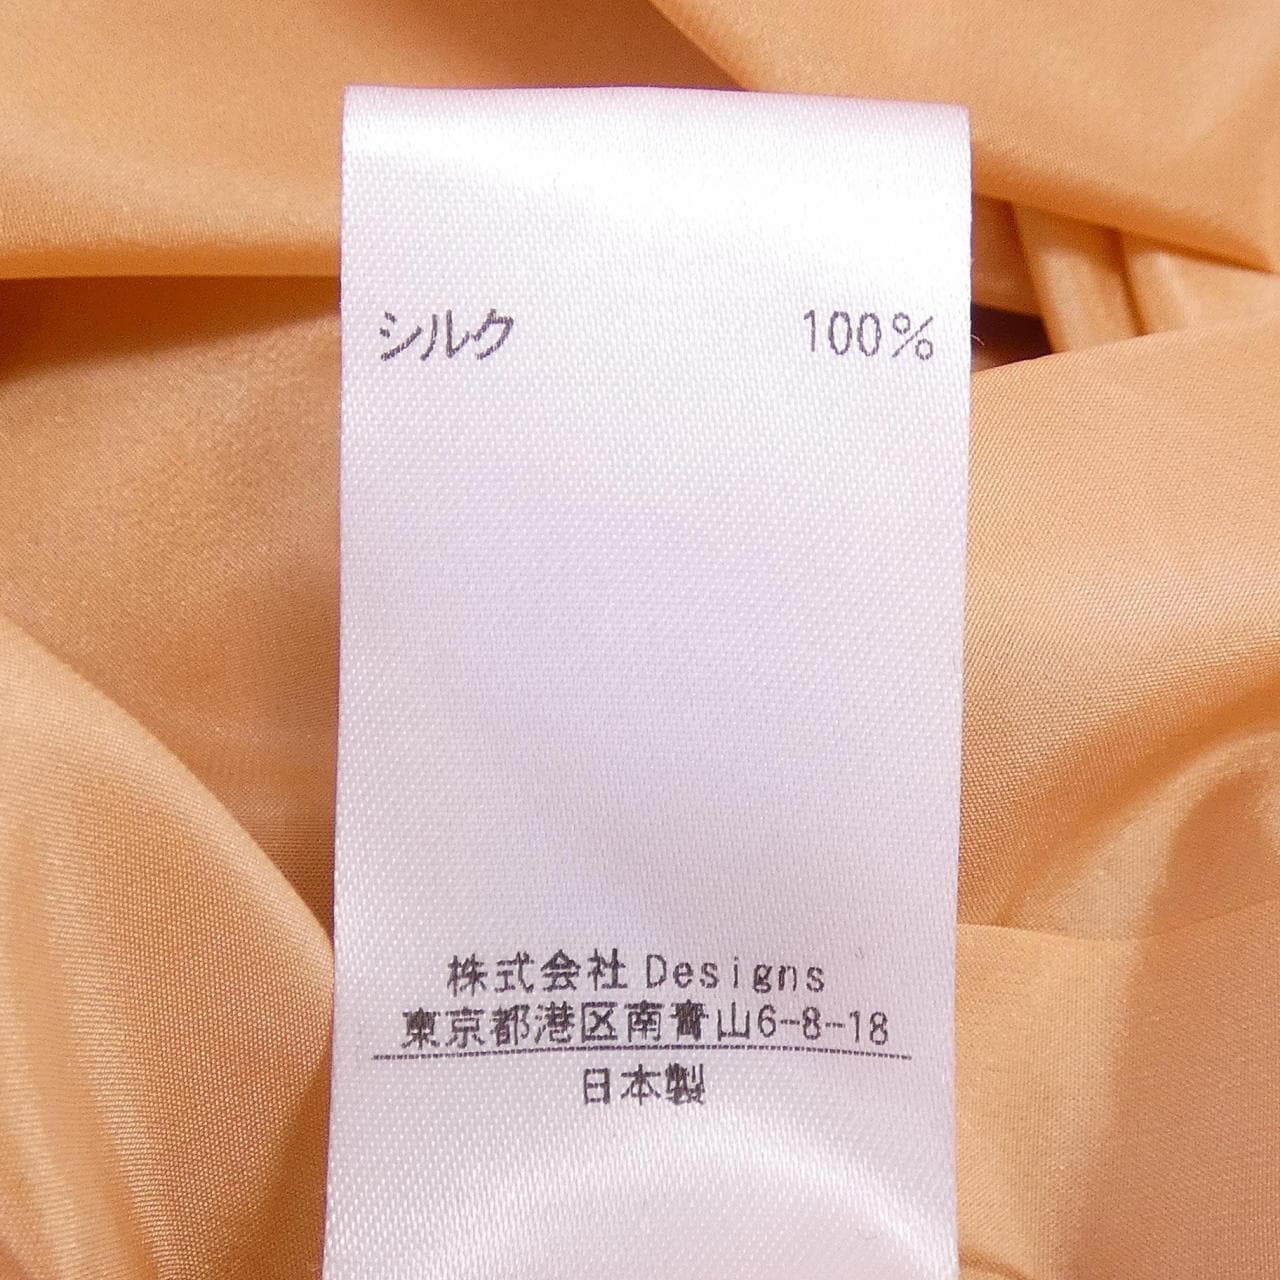 シルク 100%
株式会社 Designs
東京都港区南青山6-8-18
日本製